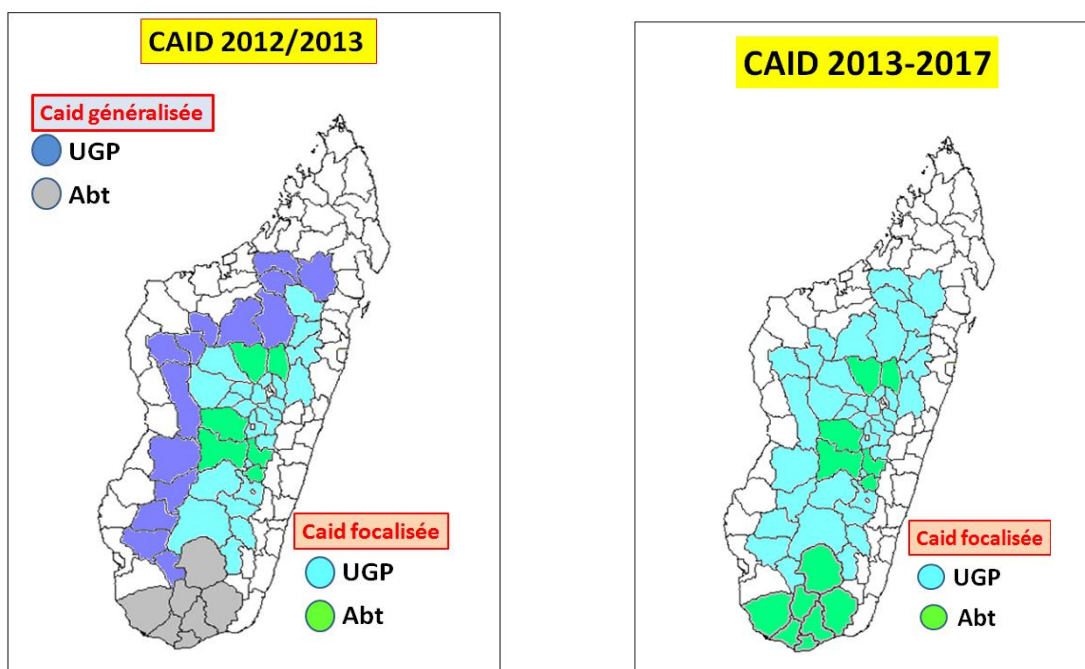 CAID 2012/2013
Caid généralisée
UGP
Abt
Caid focalisée
UGP
Abt
CAID 2013-2017
Caid focalisée
UGP
Abt